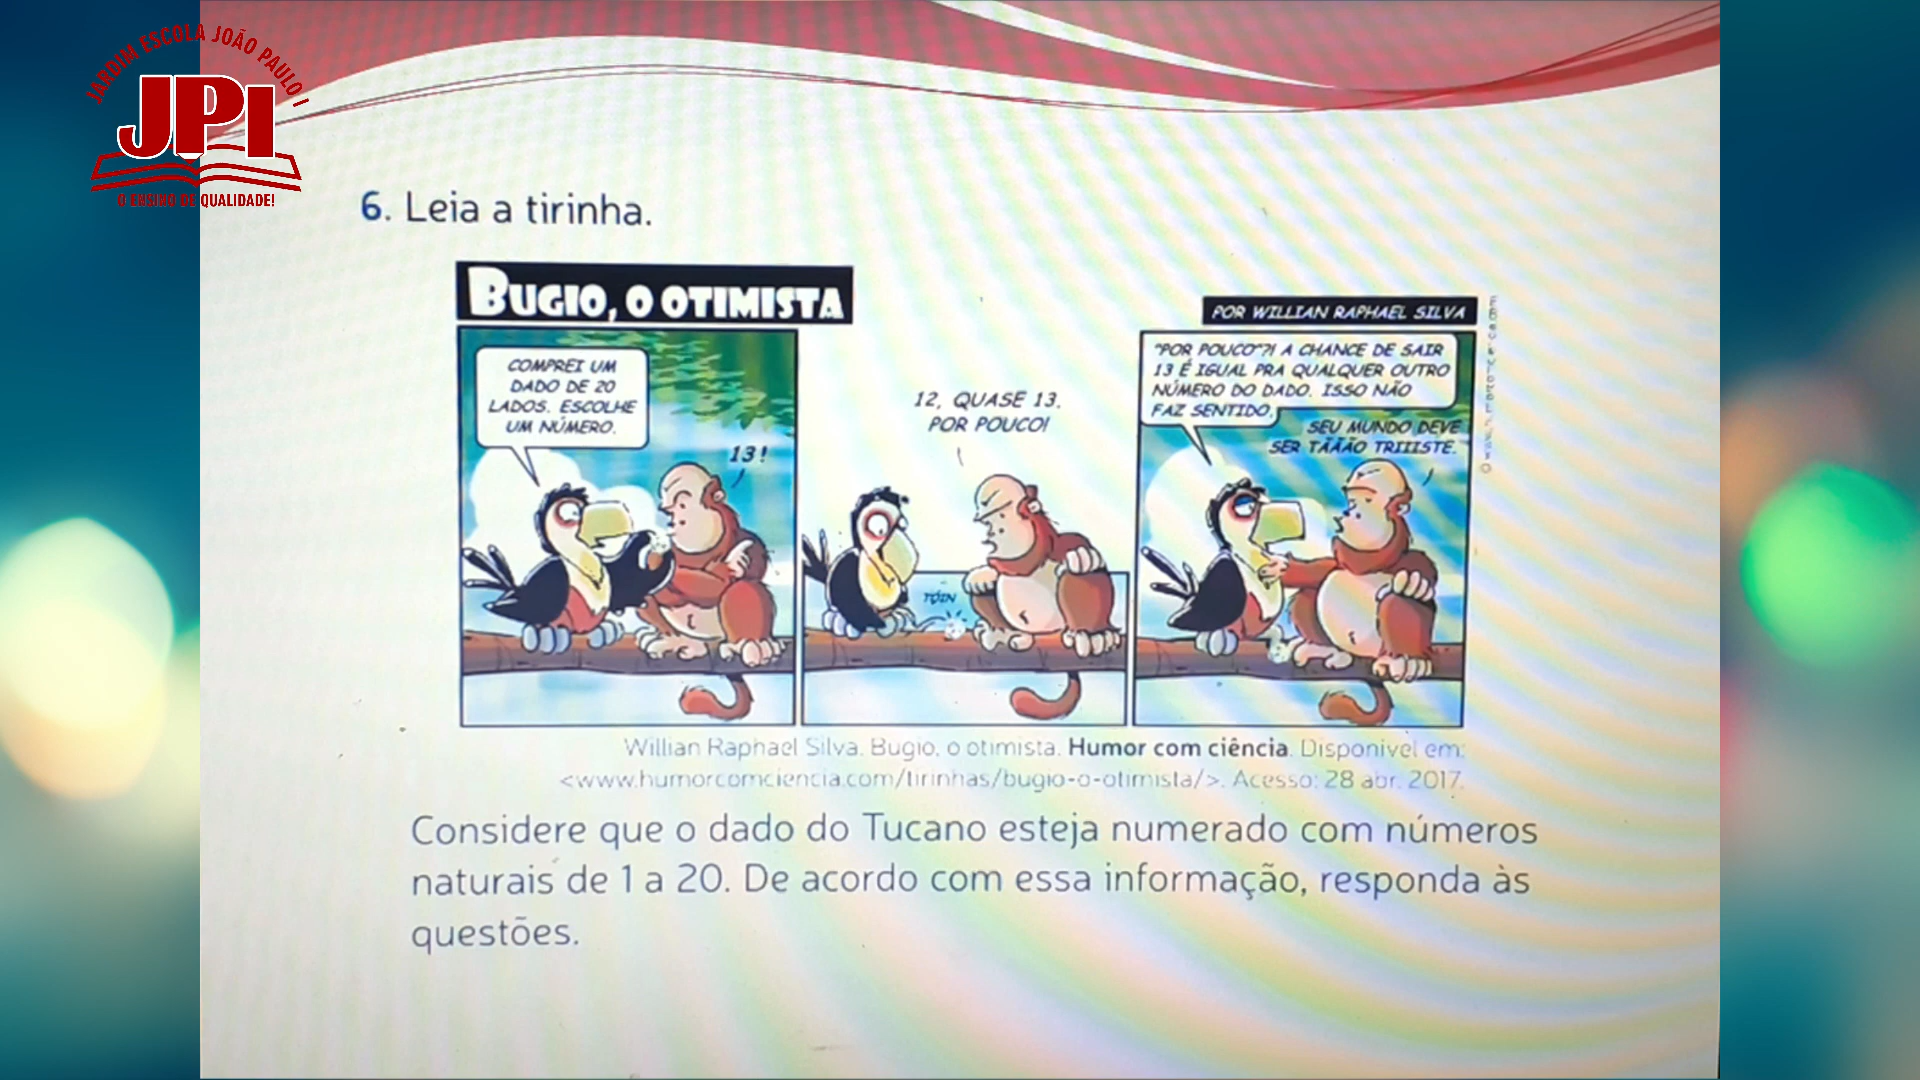 JARDIM ESCOLA JOÃO PAULO I
JPI
O ENSINO DE QUALIDADE!
6. Leia a tirinha.
BUGIO, O OTIMISTA
POR WILLIAN RAPHAEL SILVA
COMPREI UM
DADO DE 20
LADOS. ESCOLHE
UM NÚMERO.
13!
12, QUASE 13.
POR POUCO!
TÓIN
"POR POUCO"?! A CHANCE DE SAIR
13 É IGUAL PRA QUALQUER OUTRO
NÚMERO DO DADO. ISSO NÃO
FAZ SENTIDO.
SEU MUNDO DEVE
SER TÃÃÃO TRIIISTE.
Willian Raphael Silva. Bugio, o otimista. Humor com ciência. Disponível em:
<www.humorcomciencia.com/tirinhas/bugio-o-otimista/>. Acesso: 28 abr. 2017.
Considere que o dado do Tucano esteja numerado com números
naturais de 1 a 20. De acordo com essa informação, responda às
questões.